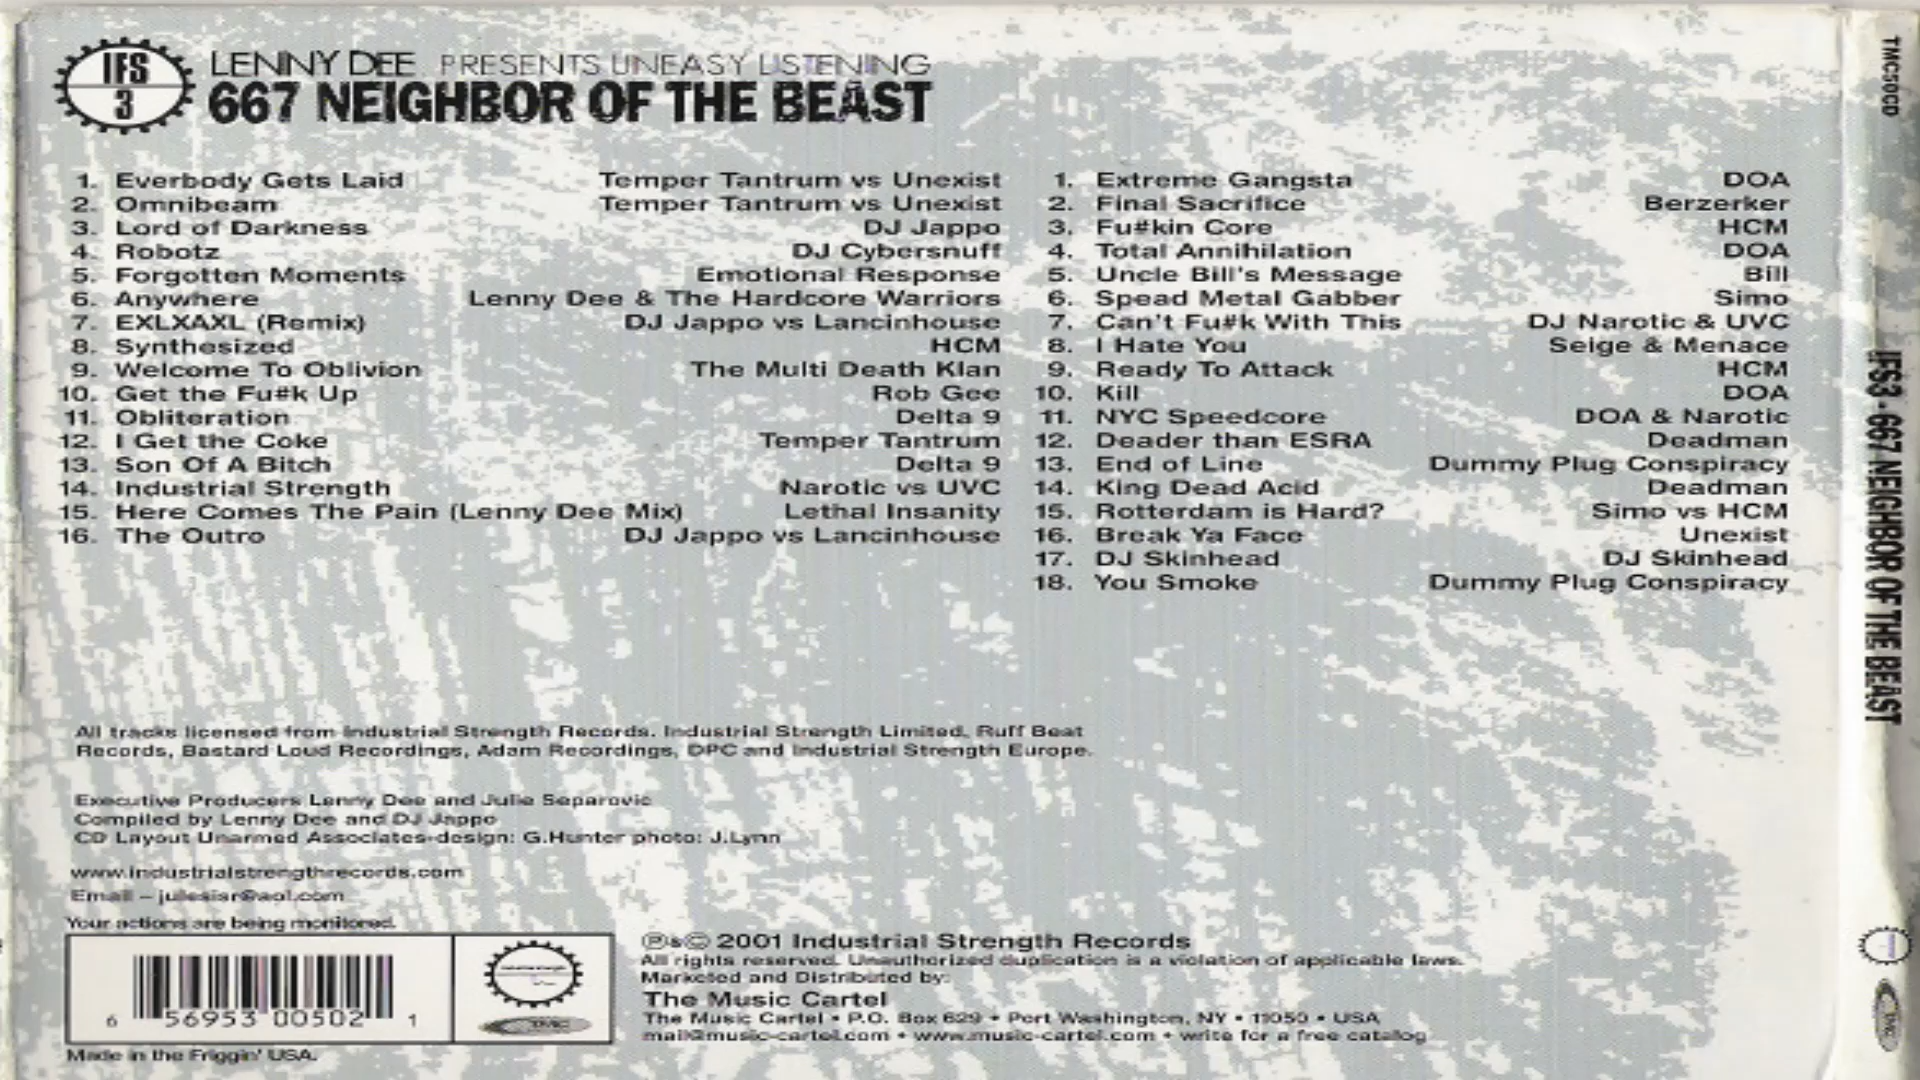 IFS
3
LENNY DEE PRESENTS UNEASY LISTENING
667 NEIGHBOR OF THE BEAST
1. Everbody Gets Laid Temper Tantrum vs Unexist
2. Omnibeam Temper Tantrum vs Unexist
3. Lord of Darkness DJ Jappo
4. Robotz DJ Cybersnuff
5. Forgotten Moments Emotional Response
6. Anywhere Lenny Dee & The Hardcore Warriors
7. EXLXAXL (Remix) DJ Jappo vs Lancinhouse
8. Synthesized HCM
9. Welcome To Oblivion The Multi Death Klan
10. Get the Fu#k Up Rob Gee
11. Obliteration Delta 9
12. I Get the Coke Temper Tantrum
13. Son Of A Bitch Delta 9
14. Industrial Strength Narotic vs UVC
15. Here Comes The Pain (Lenny Dee Mix) Lethal Insanity
16. The Outro DJ Jappo vs Lancinhouse
1. Extreme Gangsta DOA
2. Final Sacrifice Berzerker
3. Fu#kin Core HCM
4. Total Annihilation DOA
5. Uncle Bill's Message Bill
6. Spead Metal Gabber Simo
7. Can't Fu#k With This DJ Narotic & UVC
8. I Hate You Seige & Menace
9. Ready To Attack HCM
10. Kill DOA
11. NYC Speedcore DOA & Narotic
12. Deader than ESRA Deadman
13. End of Line Dummy Plug Conspiracy
14. King Dead Acid Deadman
15. Rotterdam is Hard? Simo vs HCM
16. Break Ya Face Unexist
17. DJ Skinhead DJ Skinhead
18. You Smoke Dummy Plug Conspiracy
All tracks licensed from Industrial Strength Records. Industrial Strength Limited, Ruff Beat
Records, Bastard Loud Recordings, Adam Recordings, DPC and Industrial Strength Europe.
Executive Producers Lenny Dee and Julie Separovic
Compiled by Lenny Dee and DJ Jappo
CD Layout Unarmed Associates-design: G.Hunter photo: J.Lynn
www.industrialstrengthrecords.com
Email – julesisr@aol.com
Your actions are being monitored.
6 56953 00502 1
Made in the Friggin' USA.
℗&© 2001 Industrial Strength Records
All rights reserved. Unauthorized duplication is a violation of applicable laws.
Marketed and Distributed by:
The Music Cartel
The Music Cartel • P.O. Box 629 • Port Washington, NY • 11050 • USA
mail@music-cartel.com • www.music-cartel.com • write for a free catalog
TMC50CD
IFS3 - 667 NEIGHBOR OF THE BEAST